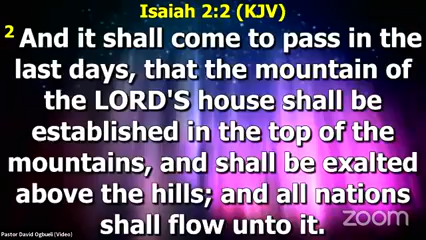 Isaiah 2:2 (KJV)
2 And it shall come to pass in the
last days, that the mountain of
the LORD'S house shall be
established in the top of the
mountains, and shall be exalted
above the hills; and all nations
shall flow unto it.
zoom
Pastor David Ogbueli (Video)